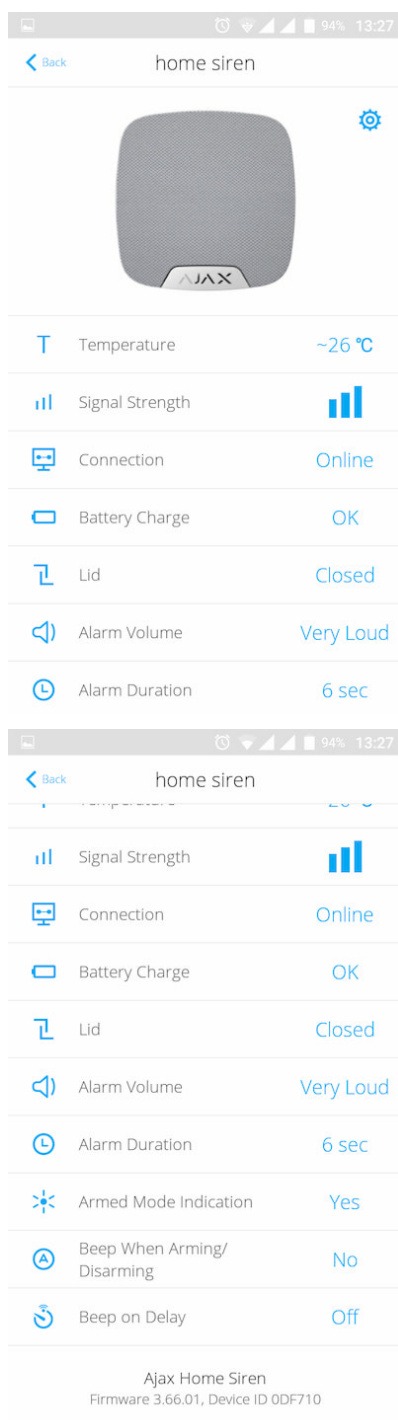 94% 13:27
Back home siren
AJAX
T Temperature ~26 °C
Signal Strength
Connection Online
Battery Charge OK
Lid Closed
Alarm Volume Very Loud
Alarm Duration 6 sec
94% 13:27
Back home siren
Signal Strength
Connection Online
Battery Charge OK
Lid Closed
Alarm Volume Very Loud
Alarm Duration 6 sec
Armed Mode Indication Yes
Beep When Arming/
Disarming No
A
Beep on Delay Off
Ajax Home Siren
Firmware 3.66.01, Device ID 0DF710